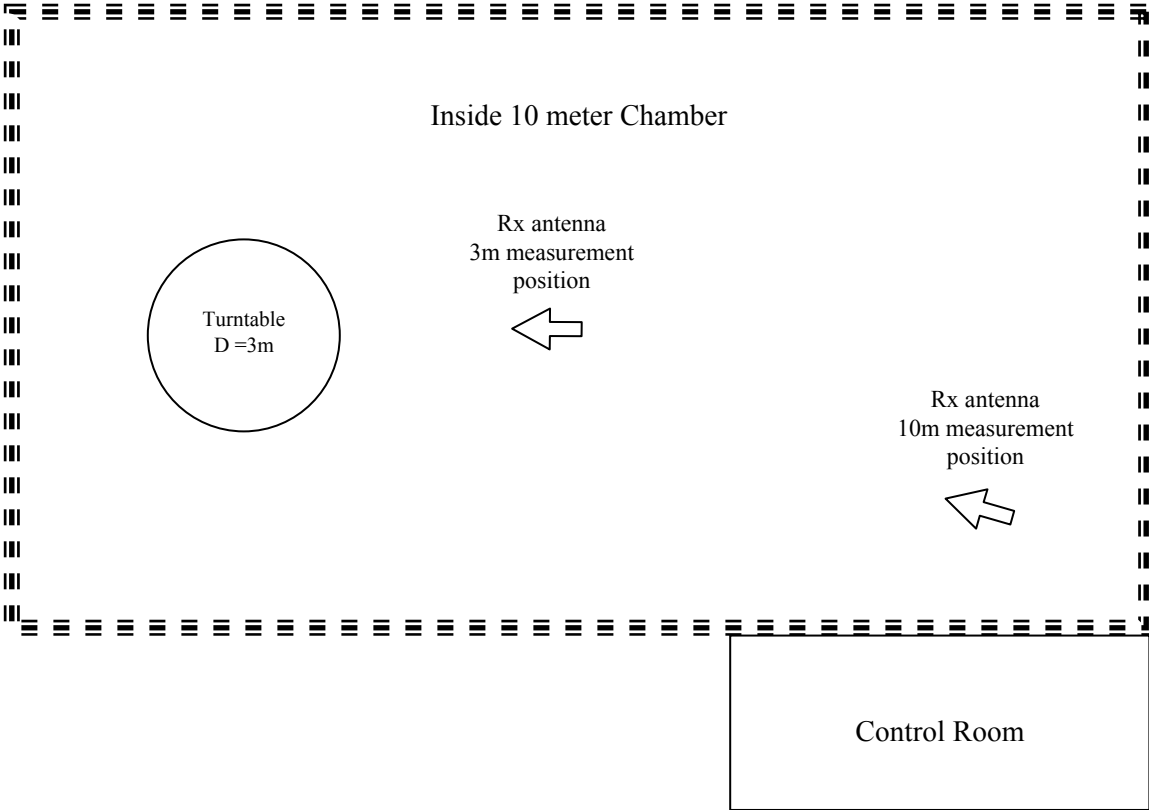 Inside 10 meter Chamber
Rx antenna
3m measurement
position
Turntable
D =3m
Rx antenna
10m measurement
position
Control Room